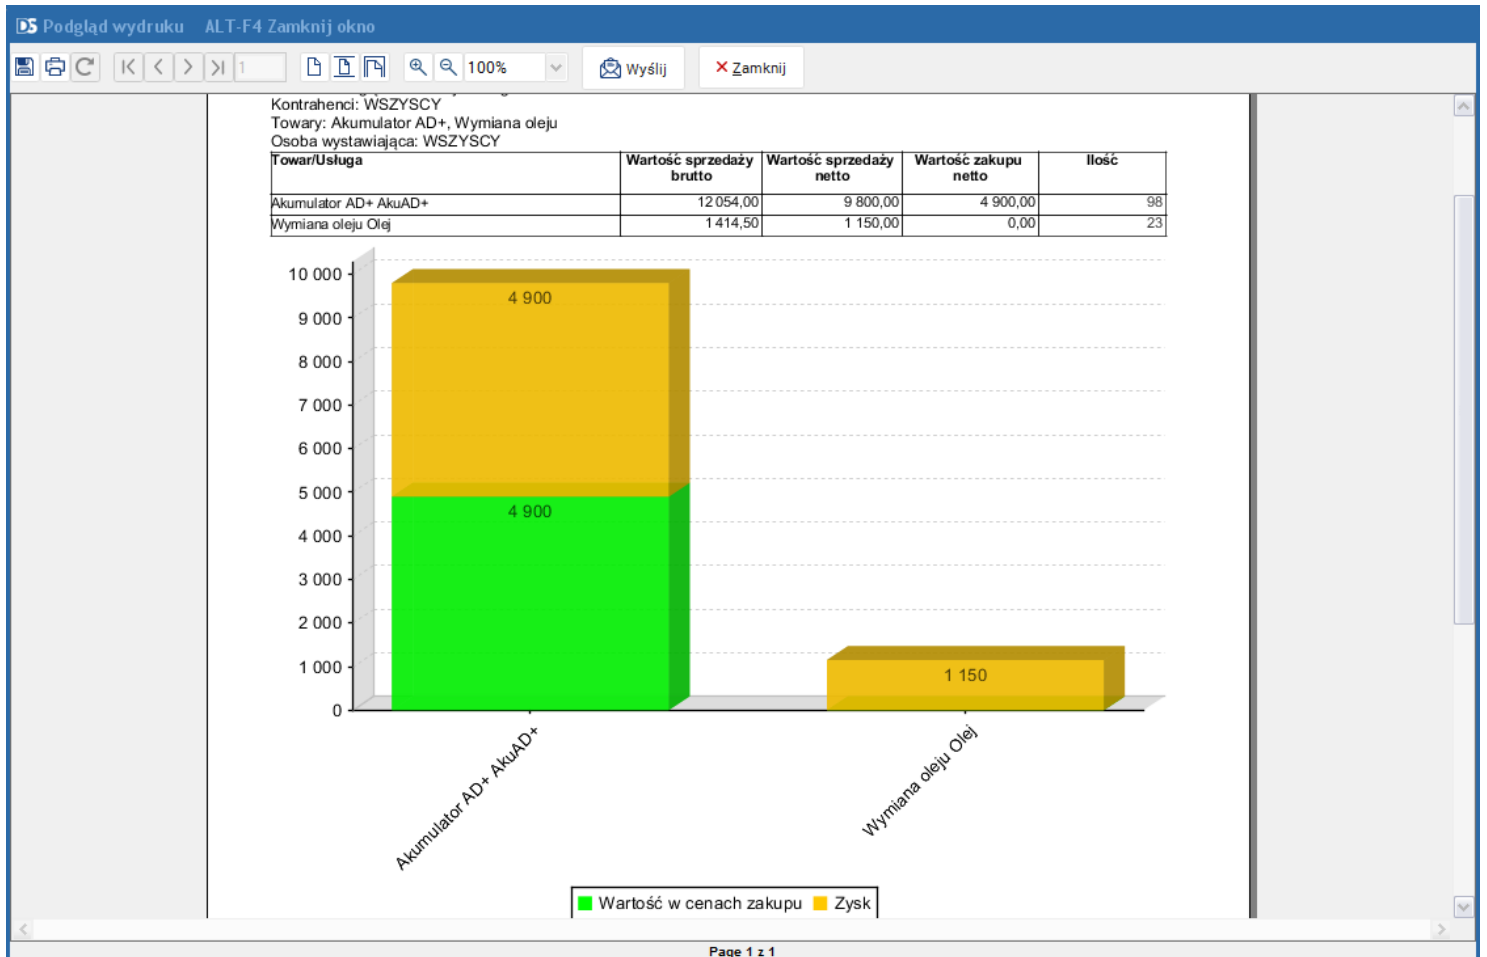 DS Podgląd wydruku ALT-F4 Zamknij okno
1 100% Wyślij Zamknij
Kontrahenci: WSZYSCY
Towary: Akumulator AD+, Wymiana oleju
Osoba wystawiająca: WSZYSCY
Towar/Usługa Wartość sprzedaży brutto Wartość sprzedaży netto Wartość zakupu netto Ilość
Akumulator AD+ AkuAD+ 12 054,00 9 800,00 4 900,00 98
Wymiana oleju Olej 1 414,50 1 150,00 0,00 23
10 000
9 000
8 000
7 000
6 000
5 000
4 000
3 000
2 000
1 000
0
4 900
4 900
1 150
Akumulator AD+ AkuAD+
Wymiana oleju Olej
Wartość w cenach zakupu Zysk
Page 1 z 1